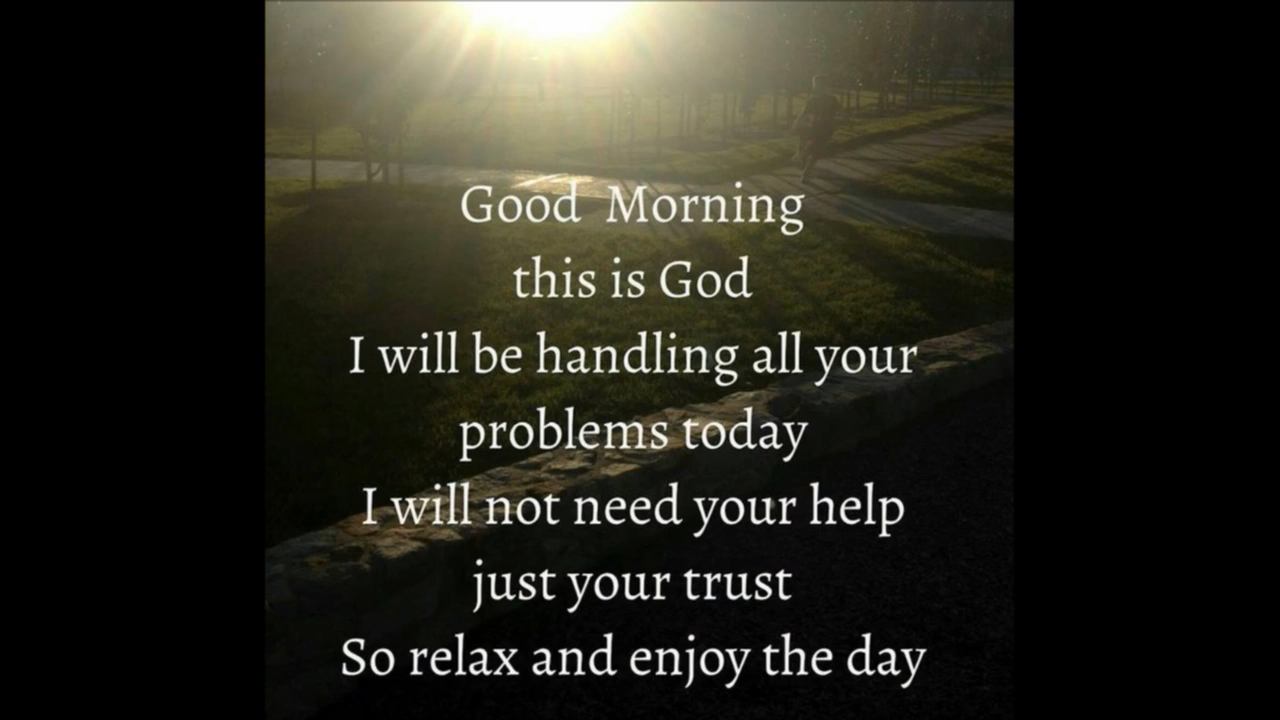 Good Morning
this is God
I will be handling all your
problems today
I will not need your help
just your trust
So relax and enjoy the day